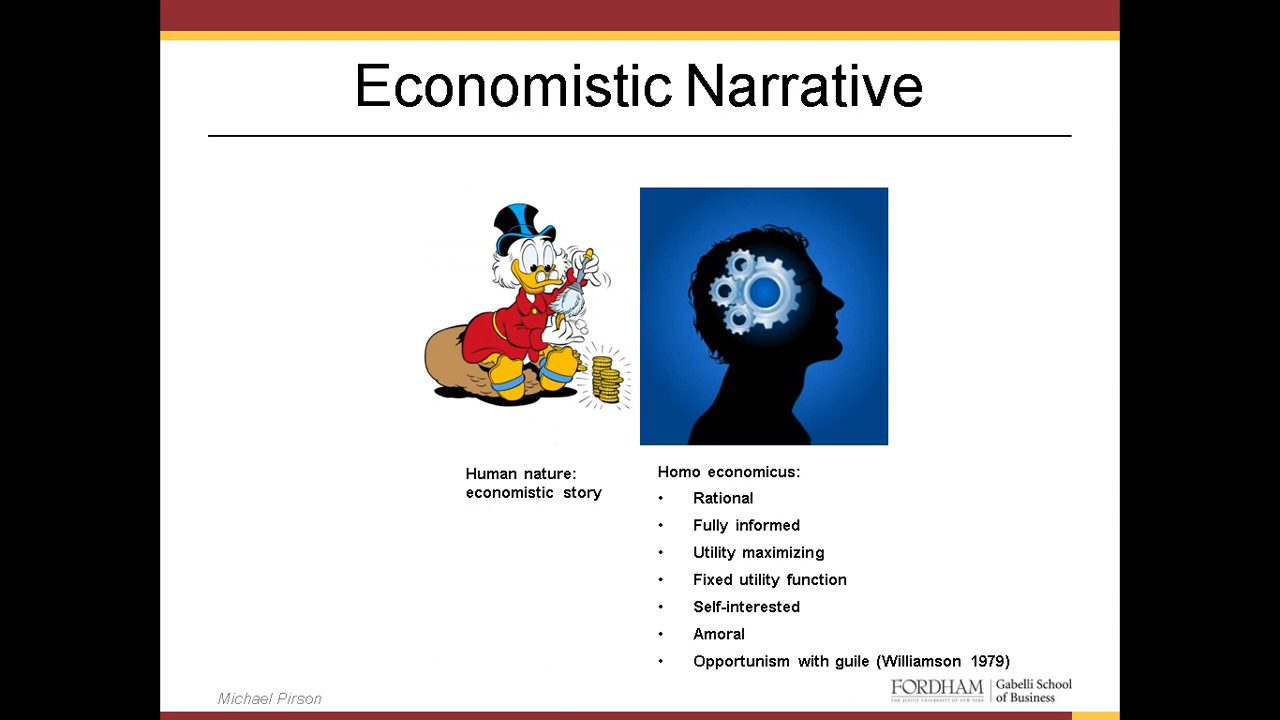 Economistic Narrative
Human nature:
economistic story
Homo economicus:
• Rational
• Fully informed
• Utility maximizing
• Fixed utility function
• Self-interested
• Amoral
• Opportunism with guile (Williamson 1979)
Michael Pirson
FORDHAM
THE JESUIT UNIVERSITY OF NEW YORK
Gabelli School
of Business